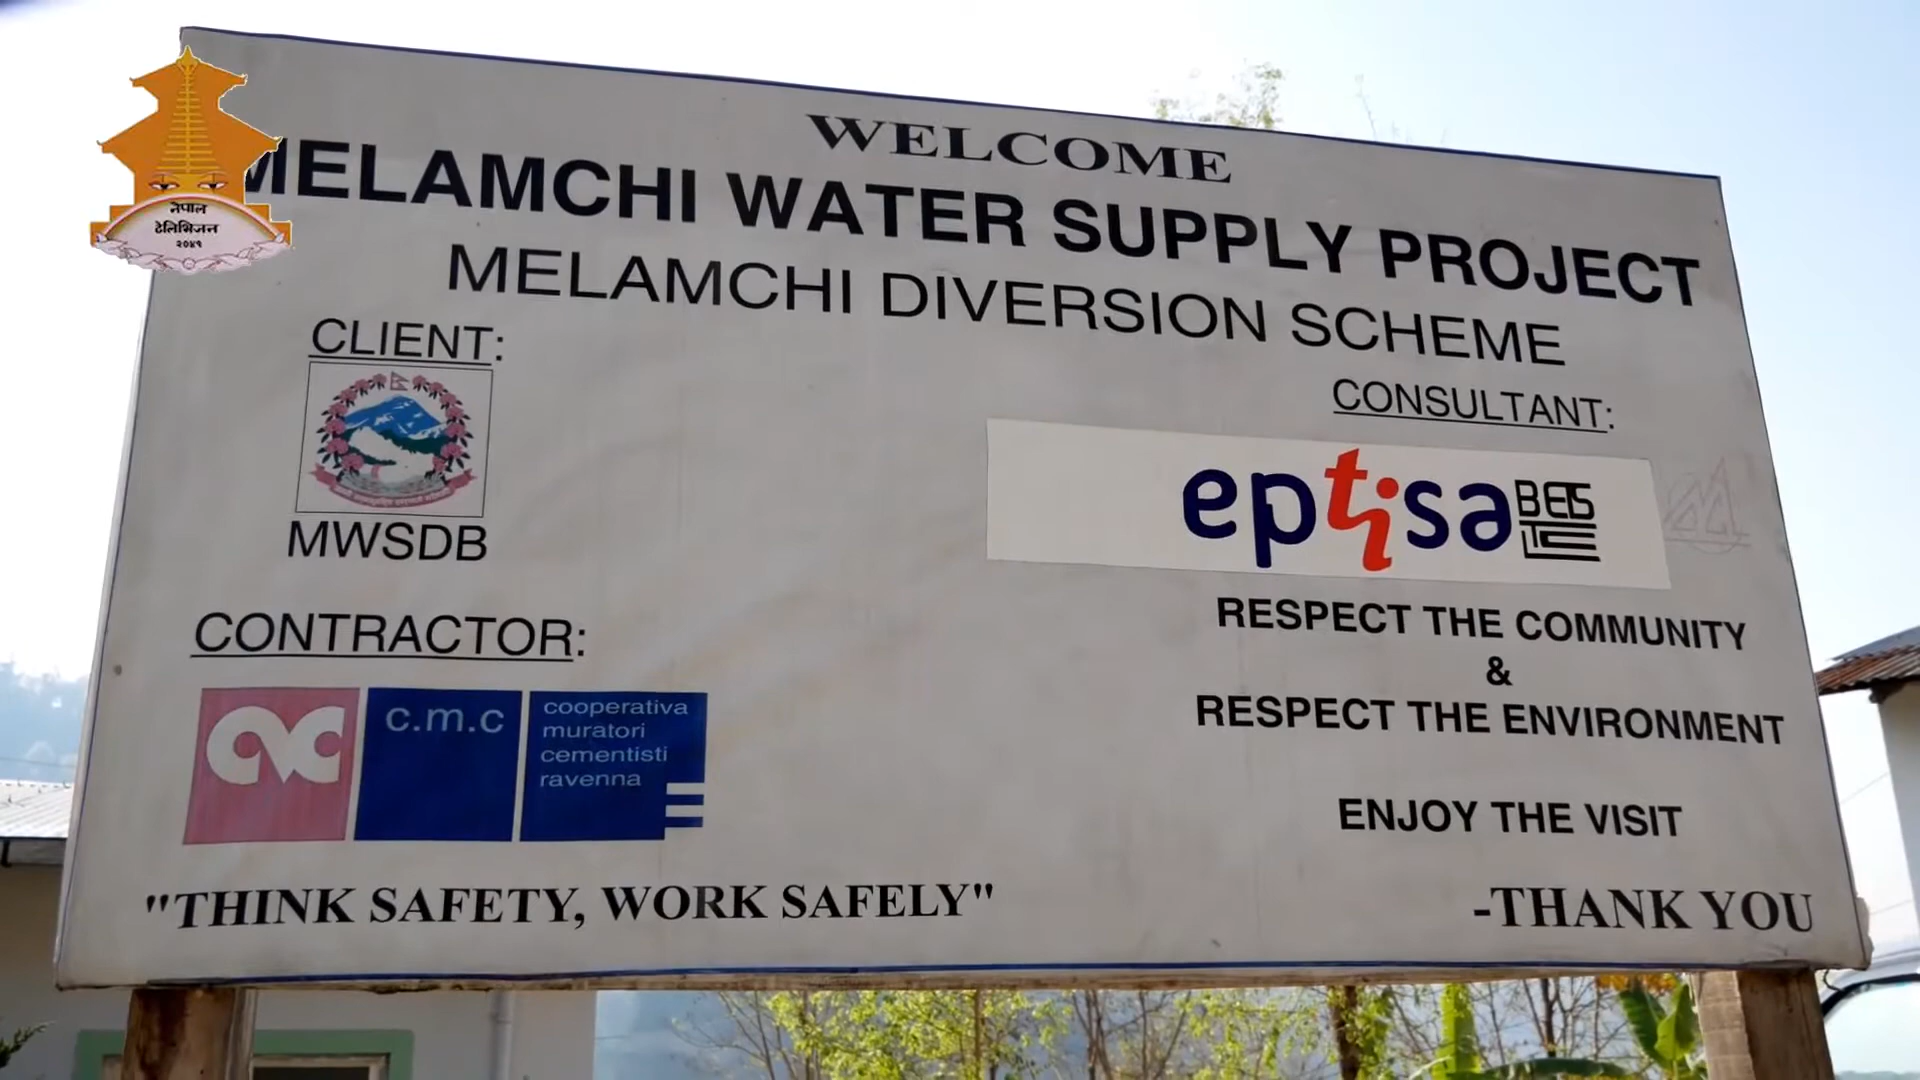 नेपाल
टेलिभिजन
२०४१
WELCOME
MELAMCHI WATER SUPPLY PROJECT
MELAMCHI DIVERSION SCHEME
CLIENT:
MWSDB
CONSULTANT:
eptisa BETS
RESPECT THE COMMUNITY
&
RESPECT THE ENVIRONMENT
ENJOY THE VISIT
-THANK YOU
CONTRACTOR:
c.m.c
cooperativa
muratori
cementisti
ravenna
"THINK SAFETY, WORK SAFELY"